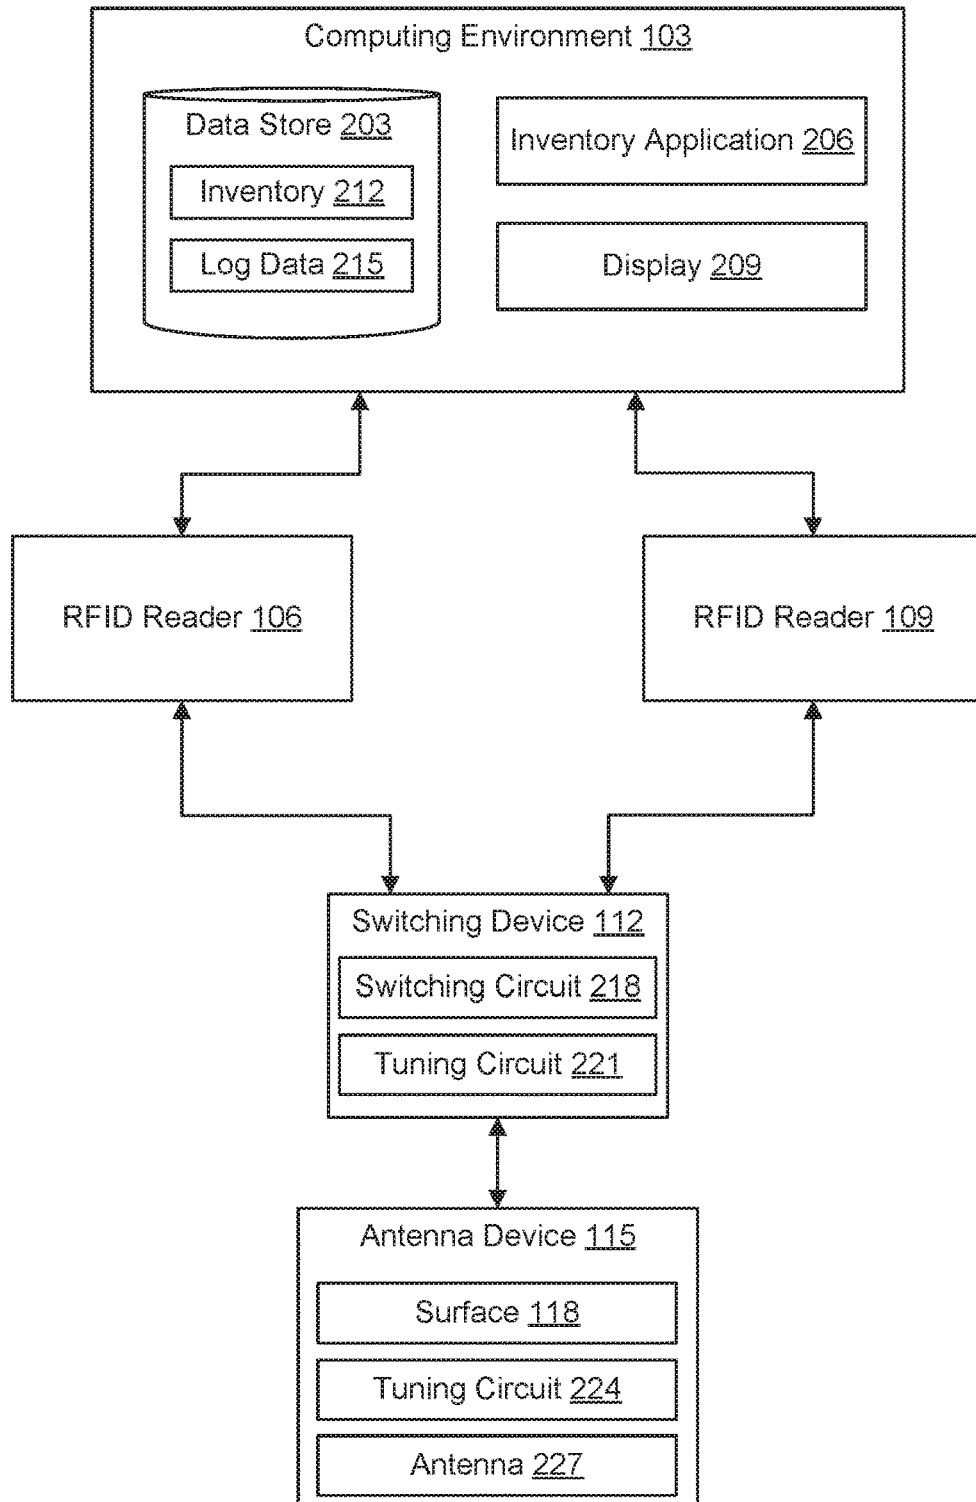 Computing Environment 103
Data Store 203
Inventory 212
Log Data 215
Inventory Application 206
Display 209
RFID Reader 106
RFID Reader 109
Switching Device 112
Switching Circuit 218
Tuning Circuit 221
Antenna Device 115
Surface 118
Tuning Circuit 224
Antenna 227